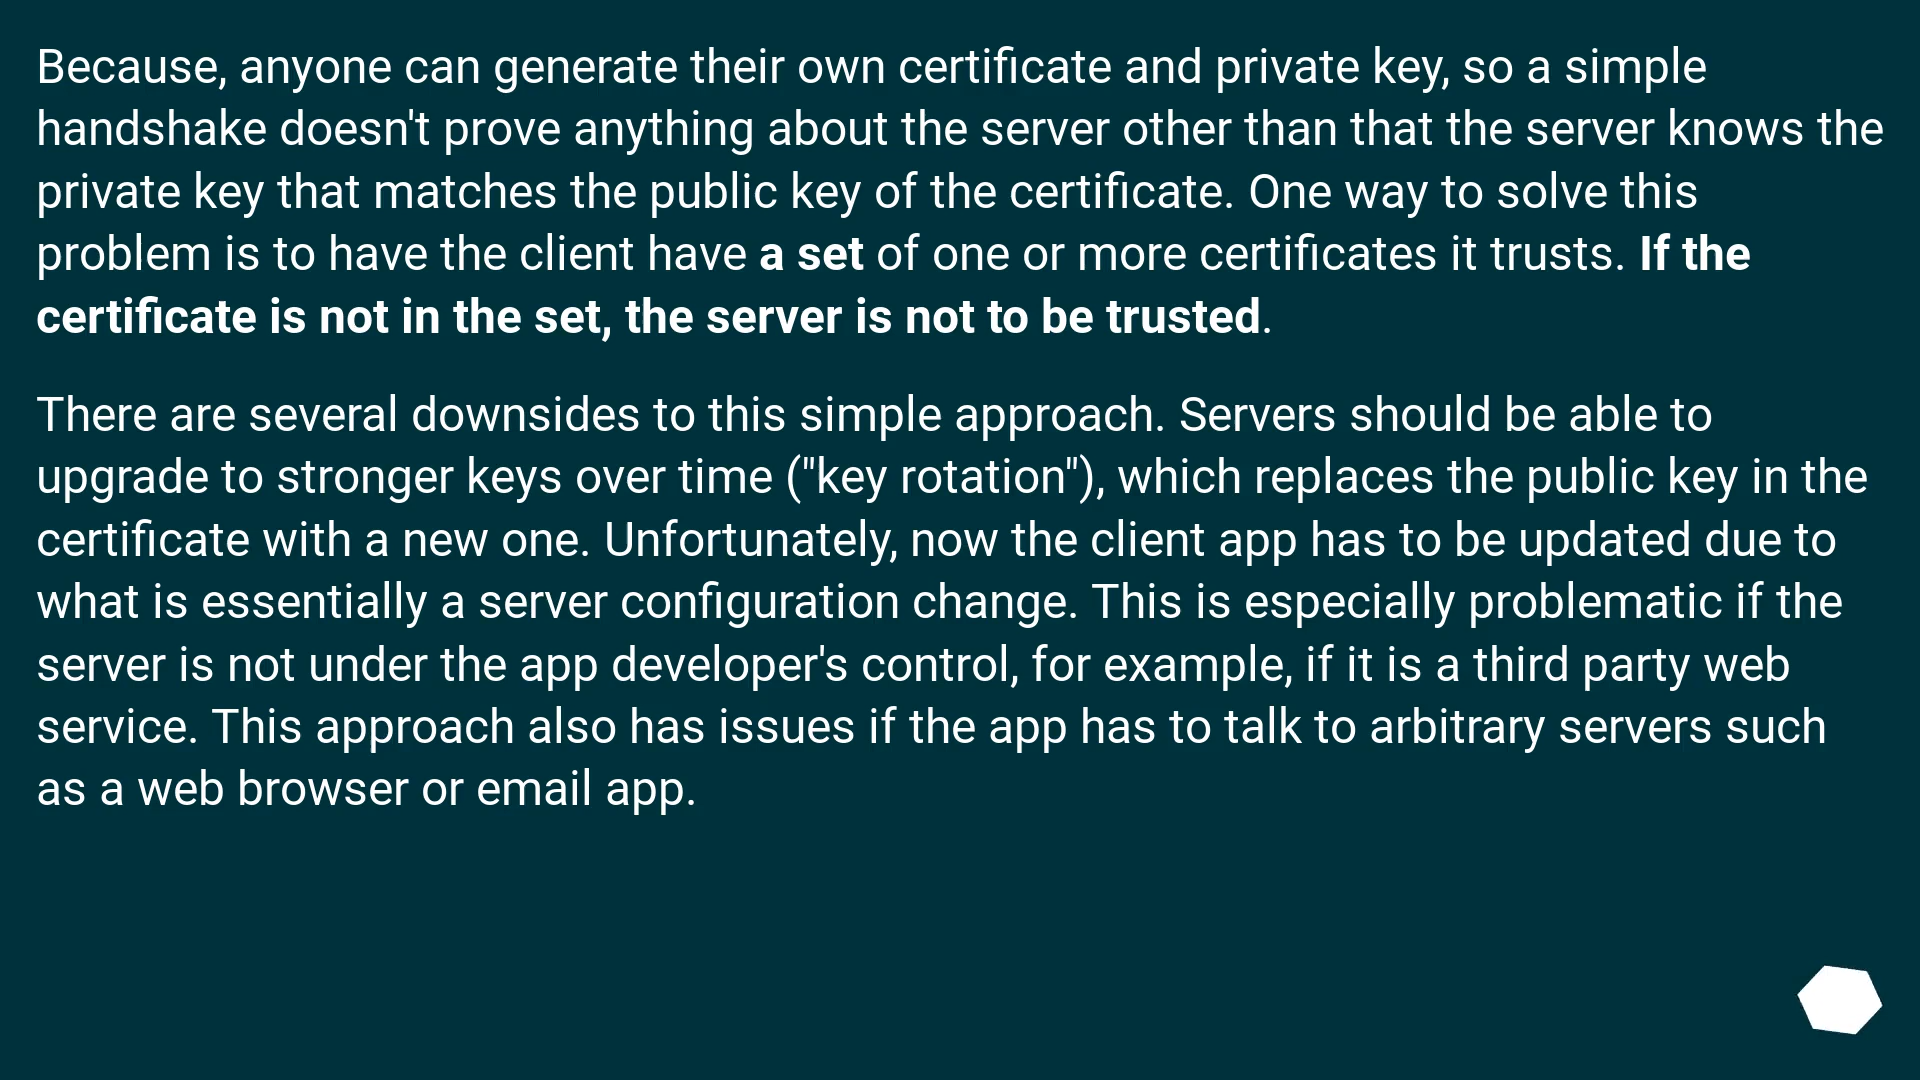 Because, anyone can generate their own certificate and private key, so a simple
handshake doesn't prove anything about the server other than that the server knows the
private key that matches the public key of the certificate. One way to solve this
problem is to have the client have a set of one or more certificates it trusts. If the
certificate is not in the set, the server is not to be trusted.
There are several downsides to this simple approach. Servers should be able to
upgrade to stronger keys over time ("key rotation"), which replaces the public key in the
certificate with a new one. Unfortunately, now the client app has to be updated due to
what is essentially a server configuration change. This is especially problematic if the
server is not under the app developer's control, for example, if it is a third party web
service. This approach also has issues if the app has to talk to arbitrary servers such
as a web browser or email app.